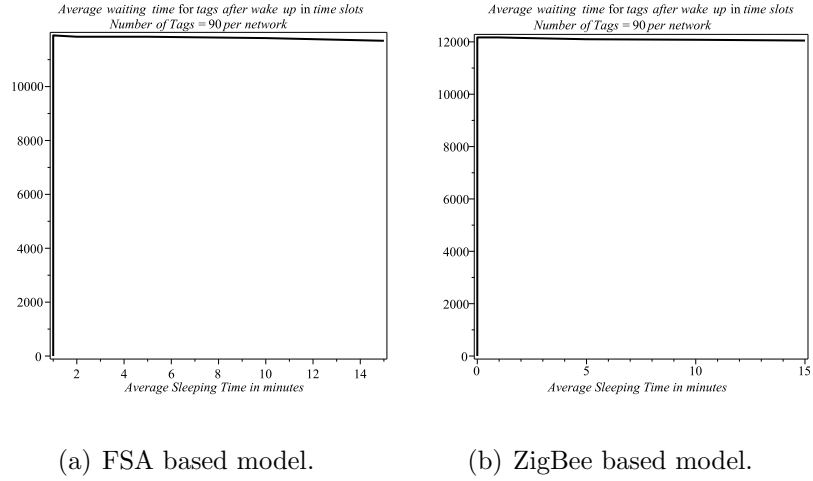 Average waiting time for tags after wake up in time slots
Number of Tags = 90 per network
10000
8000
6000
4000
2000
0
2 4 6 8 10 12 14
Average Sleeping Time in minutes
(a) FSA based model.
Average waiting time for tags after wake up in time slots
Number of Tags = 90 per network
12000
10000
8000
6000
4000
2000
0
0 5 10 15
Average Sleeping Time in minutes
(b) ZigBee based model.